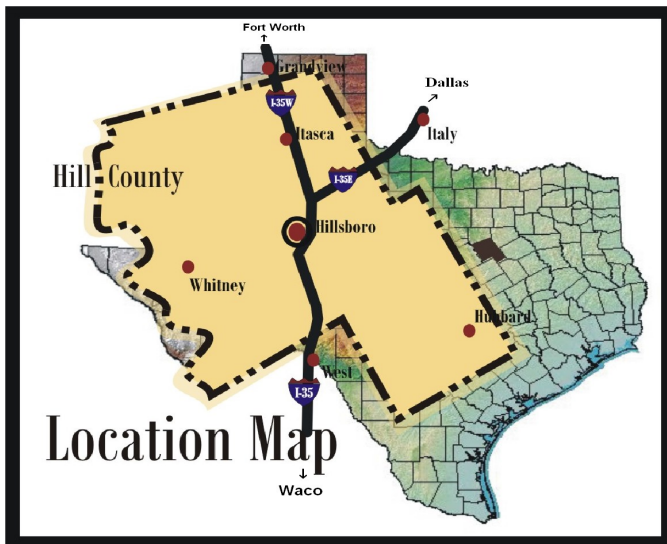 Fort Worth
Grandview
Dallas
I-35W
Itasca
Italy
Hill County
I-35E
Hillsboro
Whitney
Hubbard
West
I-35
Location Map
Waco